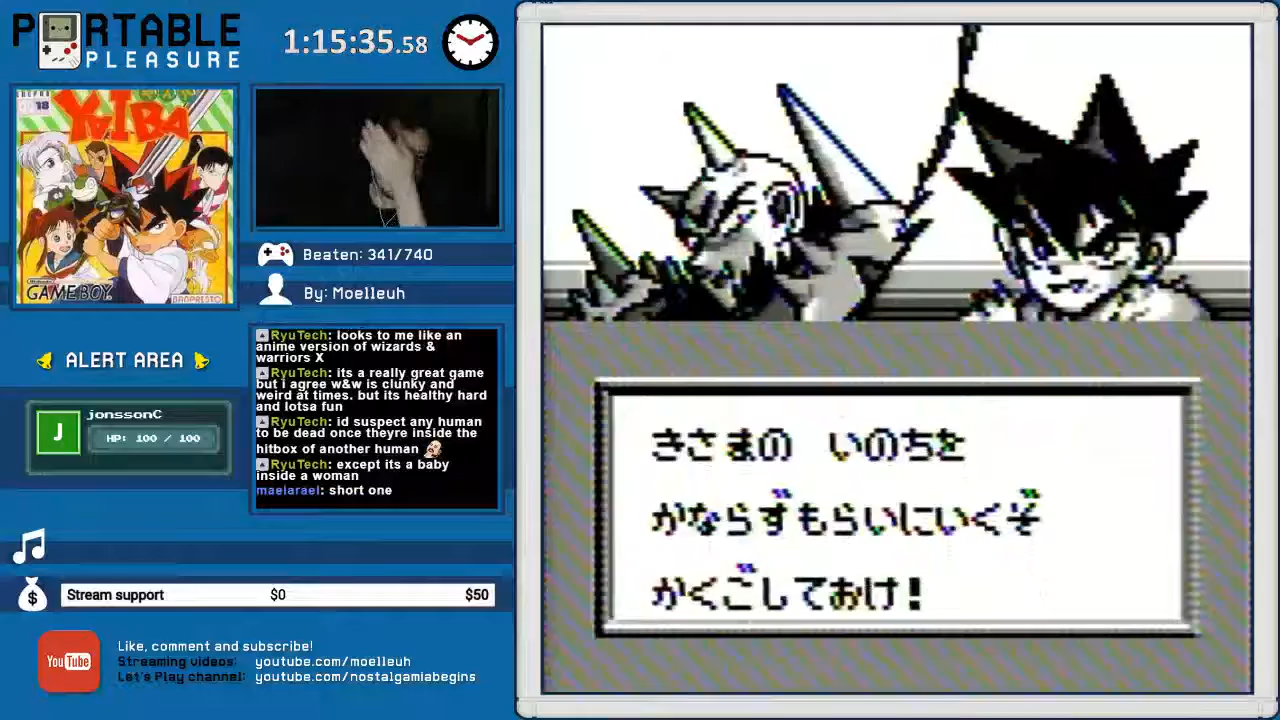 PORTABLE
PLEASURE
1:15:35.58
YAIBA
GAME BOY
BANPRESTO
Beaten: 341/740
By: Moelleuh
ALERT AREA
J
jonssonC
HP: 100 / 100
RyuTech: looks to me like an
anime version of wizards &
warriors X
RyuTech: its a really great game
but i agree w&w is clunky and
weird at times. but its healthy hard
and lotsa fun
RyuTech: id suspect any human
to be dead once theyre inside the
hitbox of another human
RyuTech: except its a baby
inside a woman
maelarael: short one
Stream support $0 $50
YouTube
Like, comment and subscribe!
Streaming videos: youtube.com/moelleuh
Let's Play channel: youtube.com/nostalgamiabegins
きさまの いのちを
かならずもらいにいくぞ
かくごしておけ!